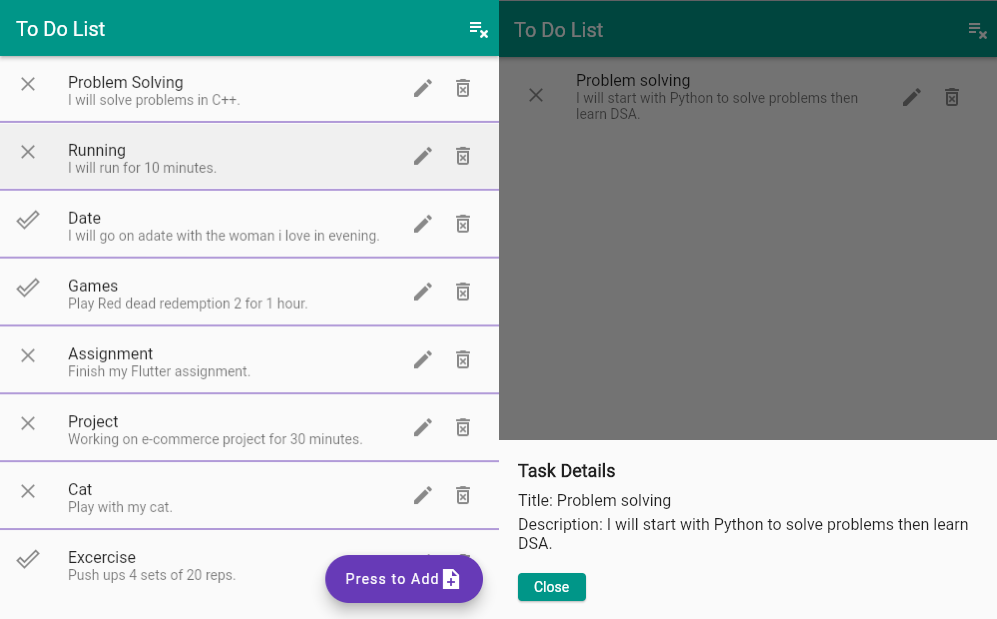 To Do List
Problem Solving
I will solve problems in C++.
Running
I will run for 10 minutes.
Date
I will go on adate with the woman i love in evening.
Games
Play Red dead redemption 2 for 1 hour.
Assignment
Finish my Flutter assignment.
Project
Working on e-commerce project for 30 minutes.
Cat
Play with my cat.
Excercise
Push ups 4 sets of 20 reps.
Press to Add
To Do List
Problem solving
I will start with Python to solve problems then
learn DSA.
Task Details
Title: Problem solving
Description: I will start with Python to solve problems then learn
DSA.
Close